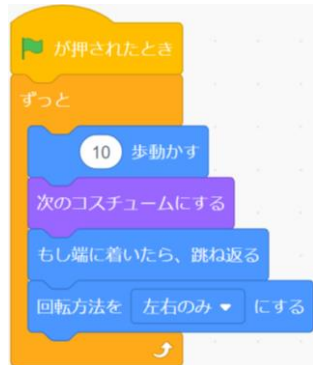 が押されたとき
ずっと
10 歩動かす
次のコスチュームにする
もし端に着いたら、跳ね返る
回転方法を 左右のみ にする